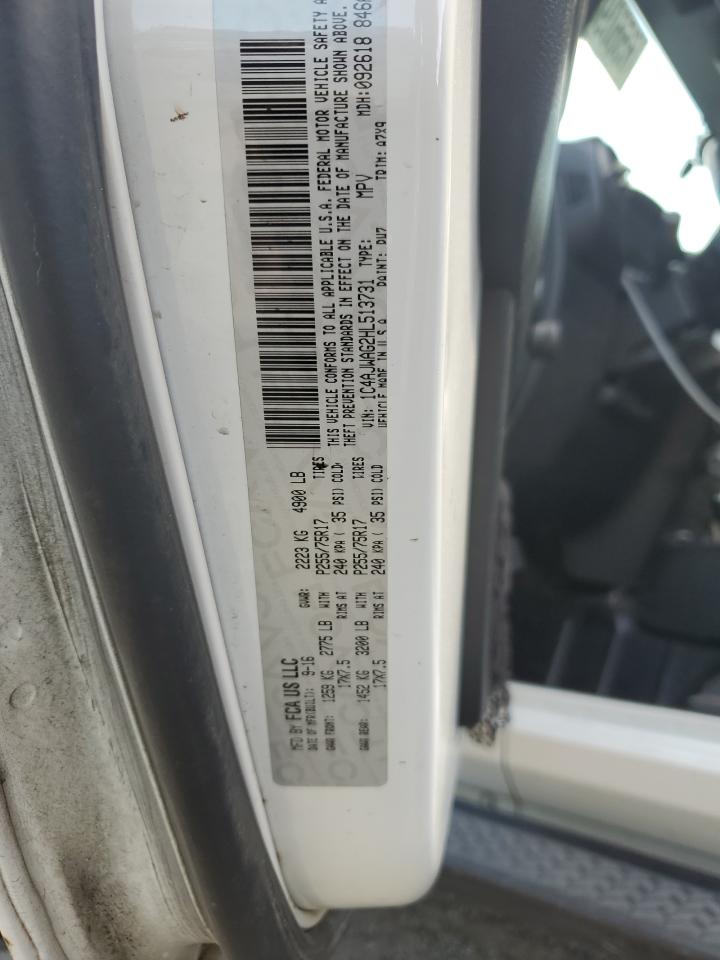 MFD BY FCA US LLC
DATE OF MFR(BUILT): 9-16 GVWR: 2223 KG 4900 LB
GAWR FRONT: 1259 KG 2775 LB WITH P255/75R17 TIRES
17X7.5 RIMS AT 240 KPA ( 35 PSI) COLD
GAWR REAR: 1452 KG 3200 LB WITH P255/75R17 TIRES
17X7.5 RIMS AT 240 KPA ( 35 PSI) COLD
THIS VEHICLE CONFORMS TO ALL APPLICABLE U.S.A. FEDERAL MOTOR VEHICLE SAFETY A
THEFT PREVENTION STANDARDS IN EFFECT ON THE DATE OF MANUFACTURE SHOWN ABOVE.
VIN: 1C4AJWAG2HL513731 TYPE: MPV MDH:092618 846
VEHICLE MADE IN U.S.A PAINT: PW7 TRIM: A7X9